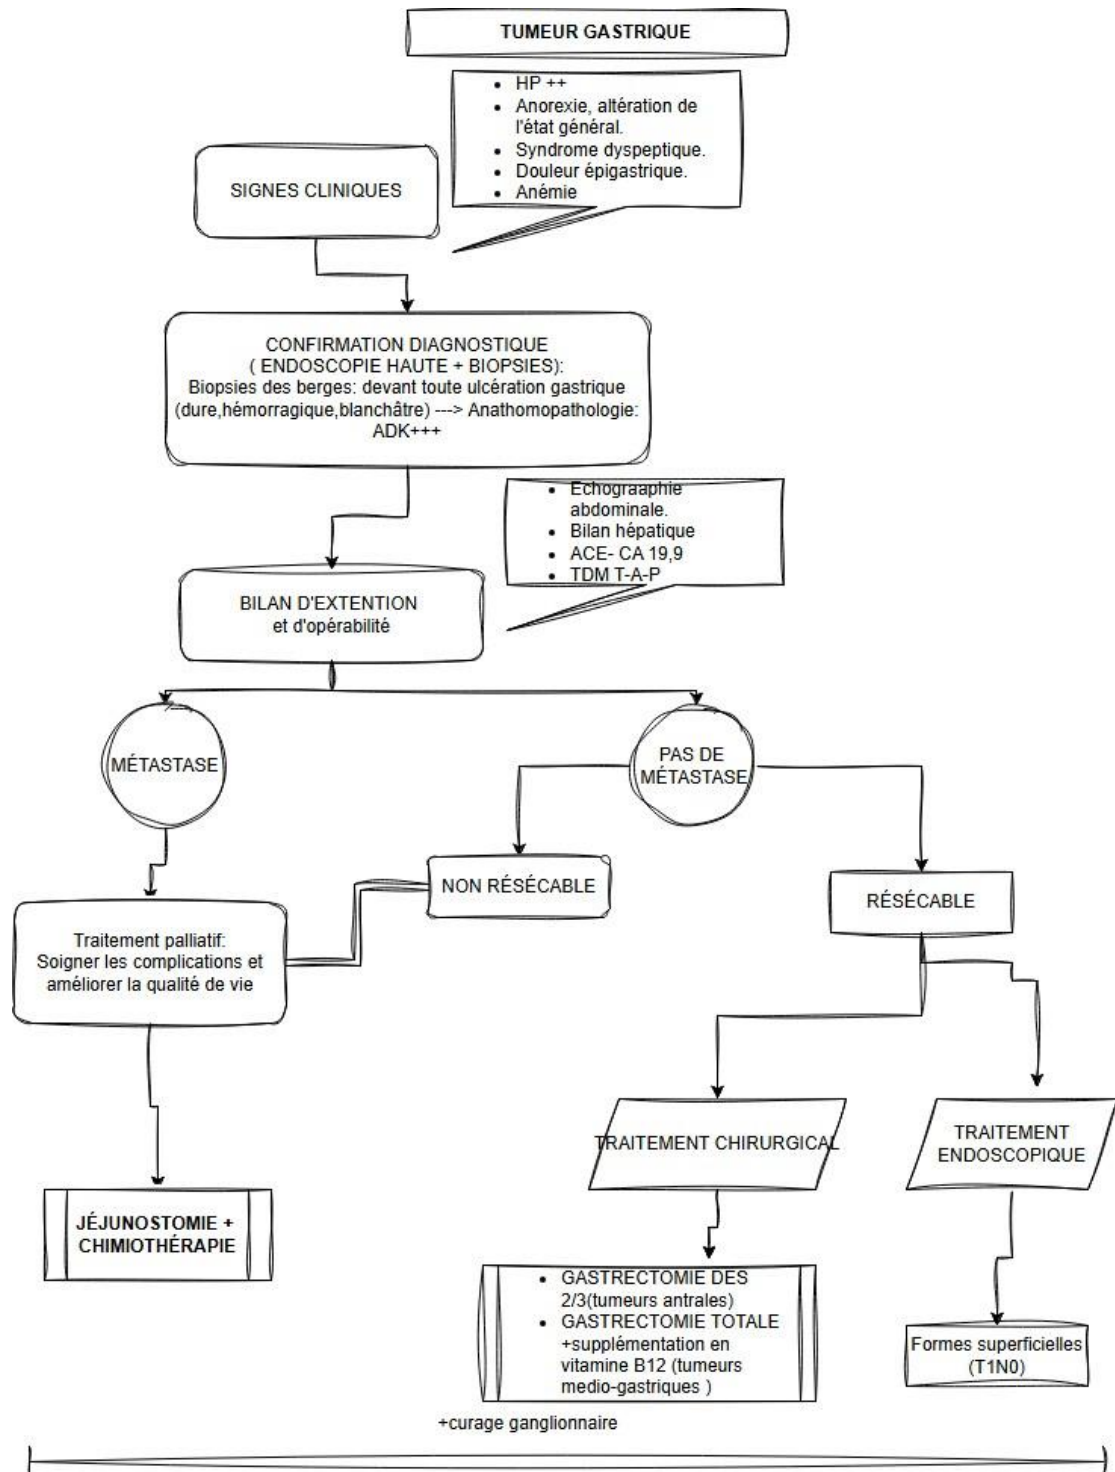 TUMEUR GASTRIQUE
• HP ++
• Anorexie, altération de
l'état général.
• Syndrome dyspeptique.
• Douleur épigastrique.
• Anémie
SIGNES CLINIQUES
CONFIRMATION DIAGNOSTIQUE
( ENDOSCOPIE HAUTE + BIOPSIES):
Biopsies des berges: devant toute ulcération gastrique
(dure,hémorragique,blanchâtre) ---> Anathomopathologie:
ADK+++
• Echograaphie
abdominale.
• Bilan hépatique
• ACE- CA 19,9
• TDM T-A-P
BILAN D'EXTENTION
et d'opérabilité
MÉTASTASE
PAS DE
MÉTASTASE
NON RÉSÉCABLE
RÉSÉCABLE
Traitement palliatif:
Soigner les complications et
améliorer la qualité de vie
TRAITEMENT CHIRURGICAL
TRAITEMENT
ENDOSCOPIQUE
JÉJUNOSTOMIE +
CHIMIOTHÉRAPIE
• GASTRECTOMIE DES
2/3(tumeurs antrales)
• GASTRECTOMIE TOTALE
+supplémentation en
vitamine B12 (tumeurs
medio-gastriques )
Formes superficielles
(T1N0)
+curage ganglionnaire